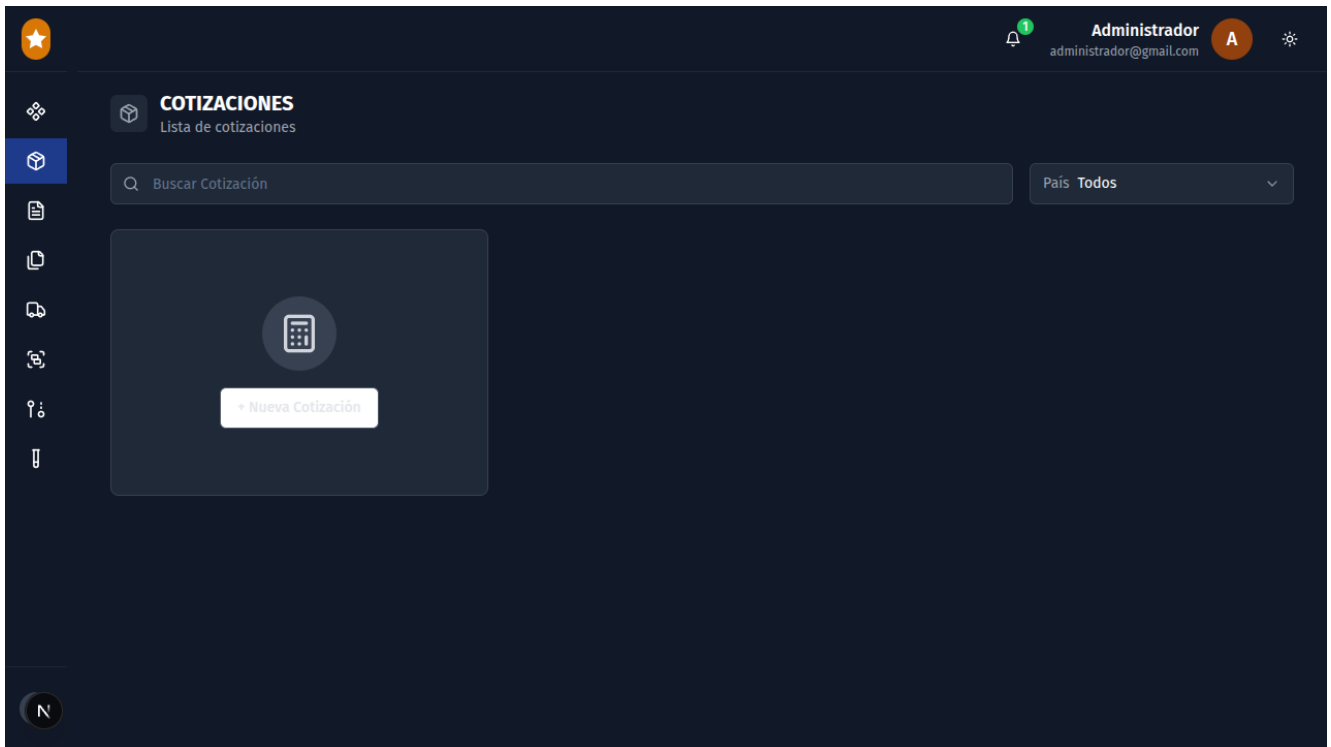 1
Administrador
administrador@gmail.com
A
COTIZACIONES
Lista de cotizaciones
Buscar Cotización
País Todos
+ Nueva Cotización
N